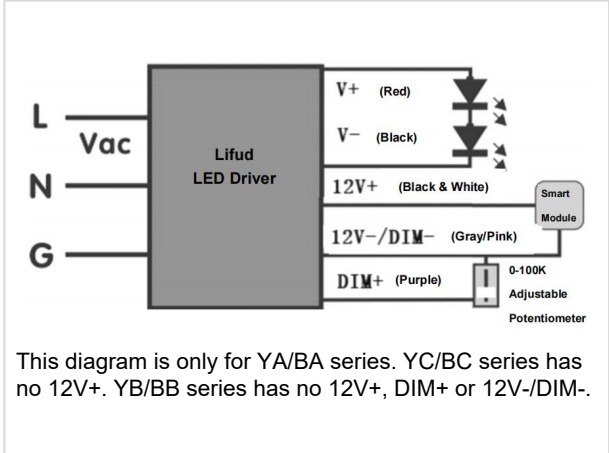 V+ (Red)
L
Vac
V- (Black)
Lifud
LED Driver
N
12V+ (Black & White)
Smart
Module
12V-/DIM- (Gray/Pink)
G
DIM+ (Purple)
0-100K
Adjustable
Potentiometer
This diagram is only for YA/BA series. YC/BC series has
no 12V+. YB/BB series has no 12V+, DIM+ or 12V-/DIM-.